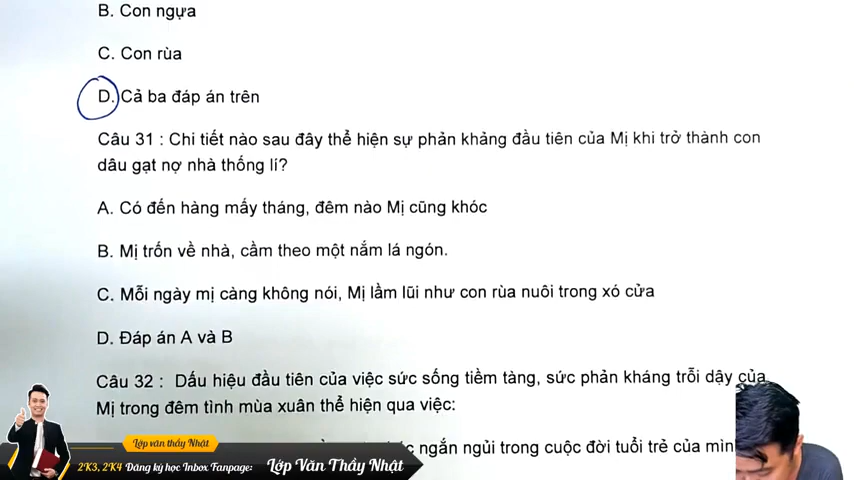 B. Con ngựa
C. Con rùa
D. Cả ba đáp án trên
Câu 31 : Chi tiết nào sau đây thể hiện sự phản khảng đầu tiên của Mị khi trở thành con
dâu gạt nợ nhà thống lí?
A. Có đến hàng mấy tháng, đêm nào Mị cũng khóc
B. Mị trốn về nhà, cầm theo một nắm lá ngón.
C. Mỗi ngày mị càng không nói, Mị lầm lũi như con rùa nuôi trong xó cửa
D. Đáp án A và B
Câu 32 : Dấu hiệu đầu tiên của việc sức sống tiềm tàng, sức phản kháng trỗi dậy của
Mị trong đêm tình mùa xuân thể hiện qua việc:
ngắn ngủi trong cuộc đời tuổi trẻ của
Lớp văn thầy Nhật
2K3, 2K4 Đăng ký học Inbox Fanpage: Lớp Văn Thầy Nhật